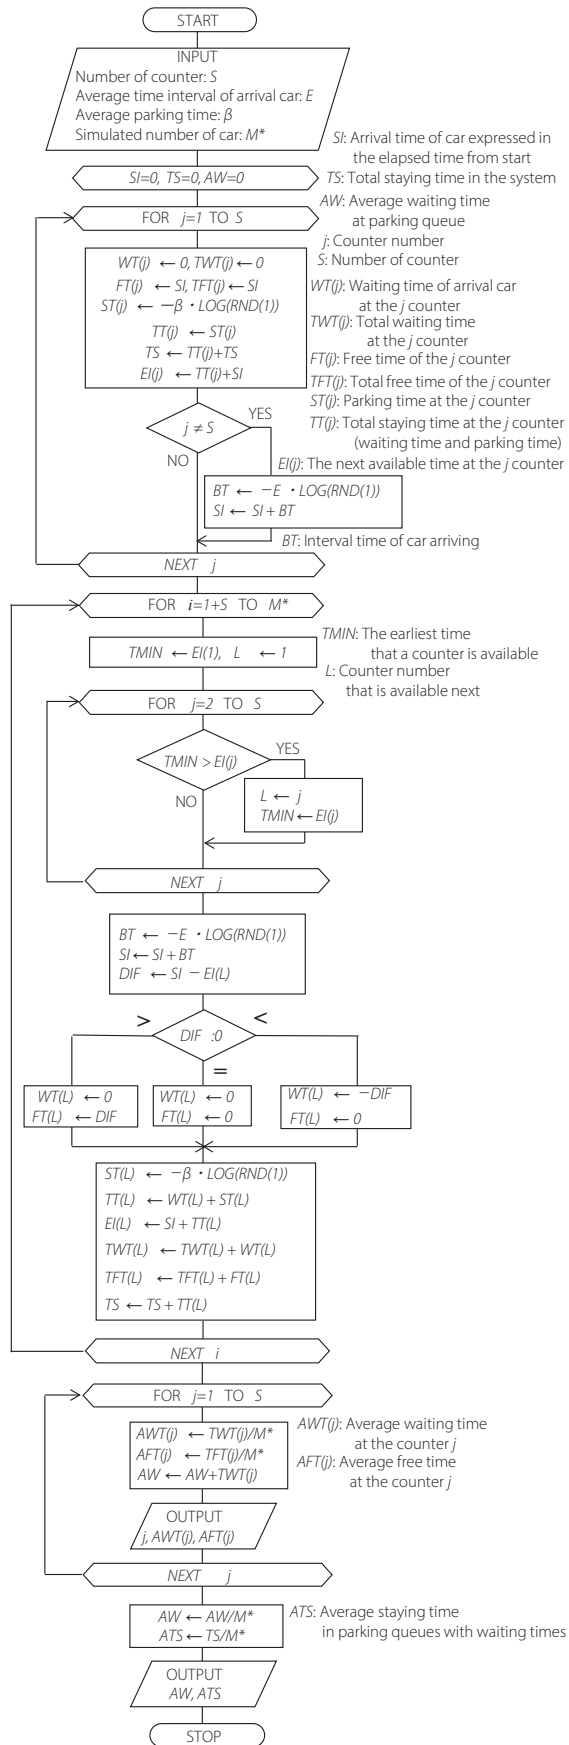 START
INPUT
Number of counter: S
Average time interval of arrival car: E
Average parking time: β
Simulated number of car: M*
SI: Arrival time of car expressed in
the elapsed time from start
SI=0, TS=0, AW=0
TS: Total staying time in the system
FOR j=1 TO S
AW: Average waiting time
at parking queue
j: Counter number
S: Number of counter
WT(j) ← 0, TWT(j) ← 0
FT(j) ← SI, TFT(j) ← SI
ST(j) ← −β・LOG(RND(1))
TT(j) ← ST(j)
TS ← TT(j)+TS
EI(j) ← TT(j)+SI
WT(j): Waiting time of arrival car
at the j counter
TWT(j): Total waiting time
at the j counter
FT(j): Free time of the j counter
TFT(j): Total free time of the j counter
ST(j): Parking time at the j counter
TT(j): Total staying time at the j counter
(waiting time and parking time)
EI(j): The next available time at the j counter
j ≠ S
YES
NO
BT ← −E・LOG(RND(1))
SI ← SI + BT
BT: Interval time of car arriving
NEXT j
FOR i=1+S TO M*
TMIN ← EI(1), L ← 1
TMIN: The earliest time
that a counter is available
L: Counter number
that is available next
FOR j=2 TO S
TMIN > EI(j)
YES
NO
L ← j
TMIN ← EI(j)
NEXT j
BT ← −E・LOG(RND(1))
SI ← SI + BT
DIF ← SI − EI(L)
>
DIF :0
<
=
WT(L) ← 0
FT(L) ← DIF
WT(L) ← 0
FT(L) ← 0
WT(L) ← −DIF
FT(L) ← 0
ST(L) ← −β・LOG(RND(1))
TT(L) ← WT(L) + ST(L)
EI(L) ← SI + TT(L)
TWT(L) ← TWT(L) + WT(L)
TFT(L) ← TFT(L) + FT(L)
TS ← TS + TT(L)
NEXT i
FOR j=1 TO S
AWT(j) ← TWT(j)/M*
AFT(j) ← TFT(j)/M*
AW ← AW+TWT(j)
AWT(j): Average waiting time
at the counter j
AFT(j): Average free time
at the counter j
OUTPUT
j, AWT(j), AFT(j)
NEXT j
AW ← AW/M*
ATS ← TS/M*
ATS: Average staying time
in parking queues with waiting times
OUTPUT
AW, ATS
STOP